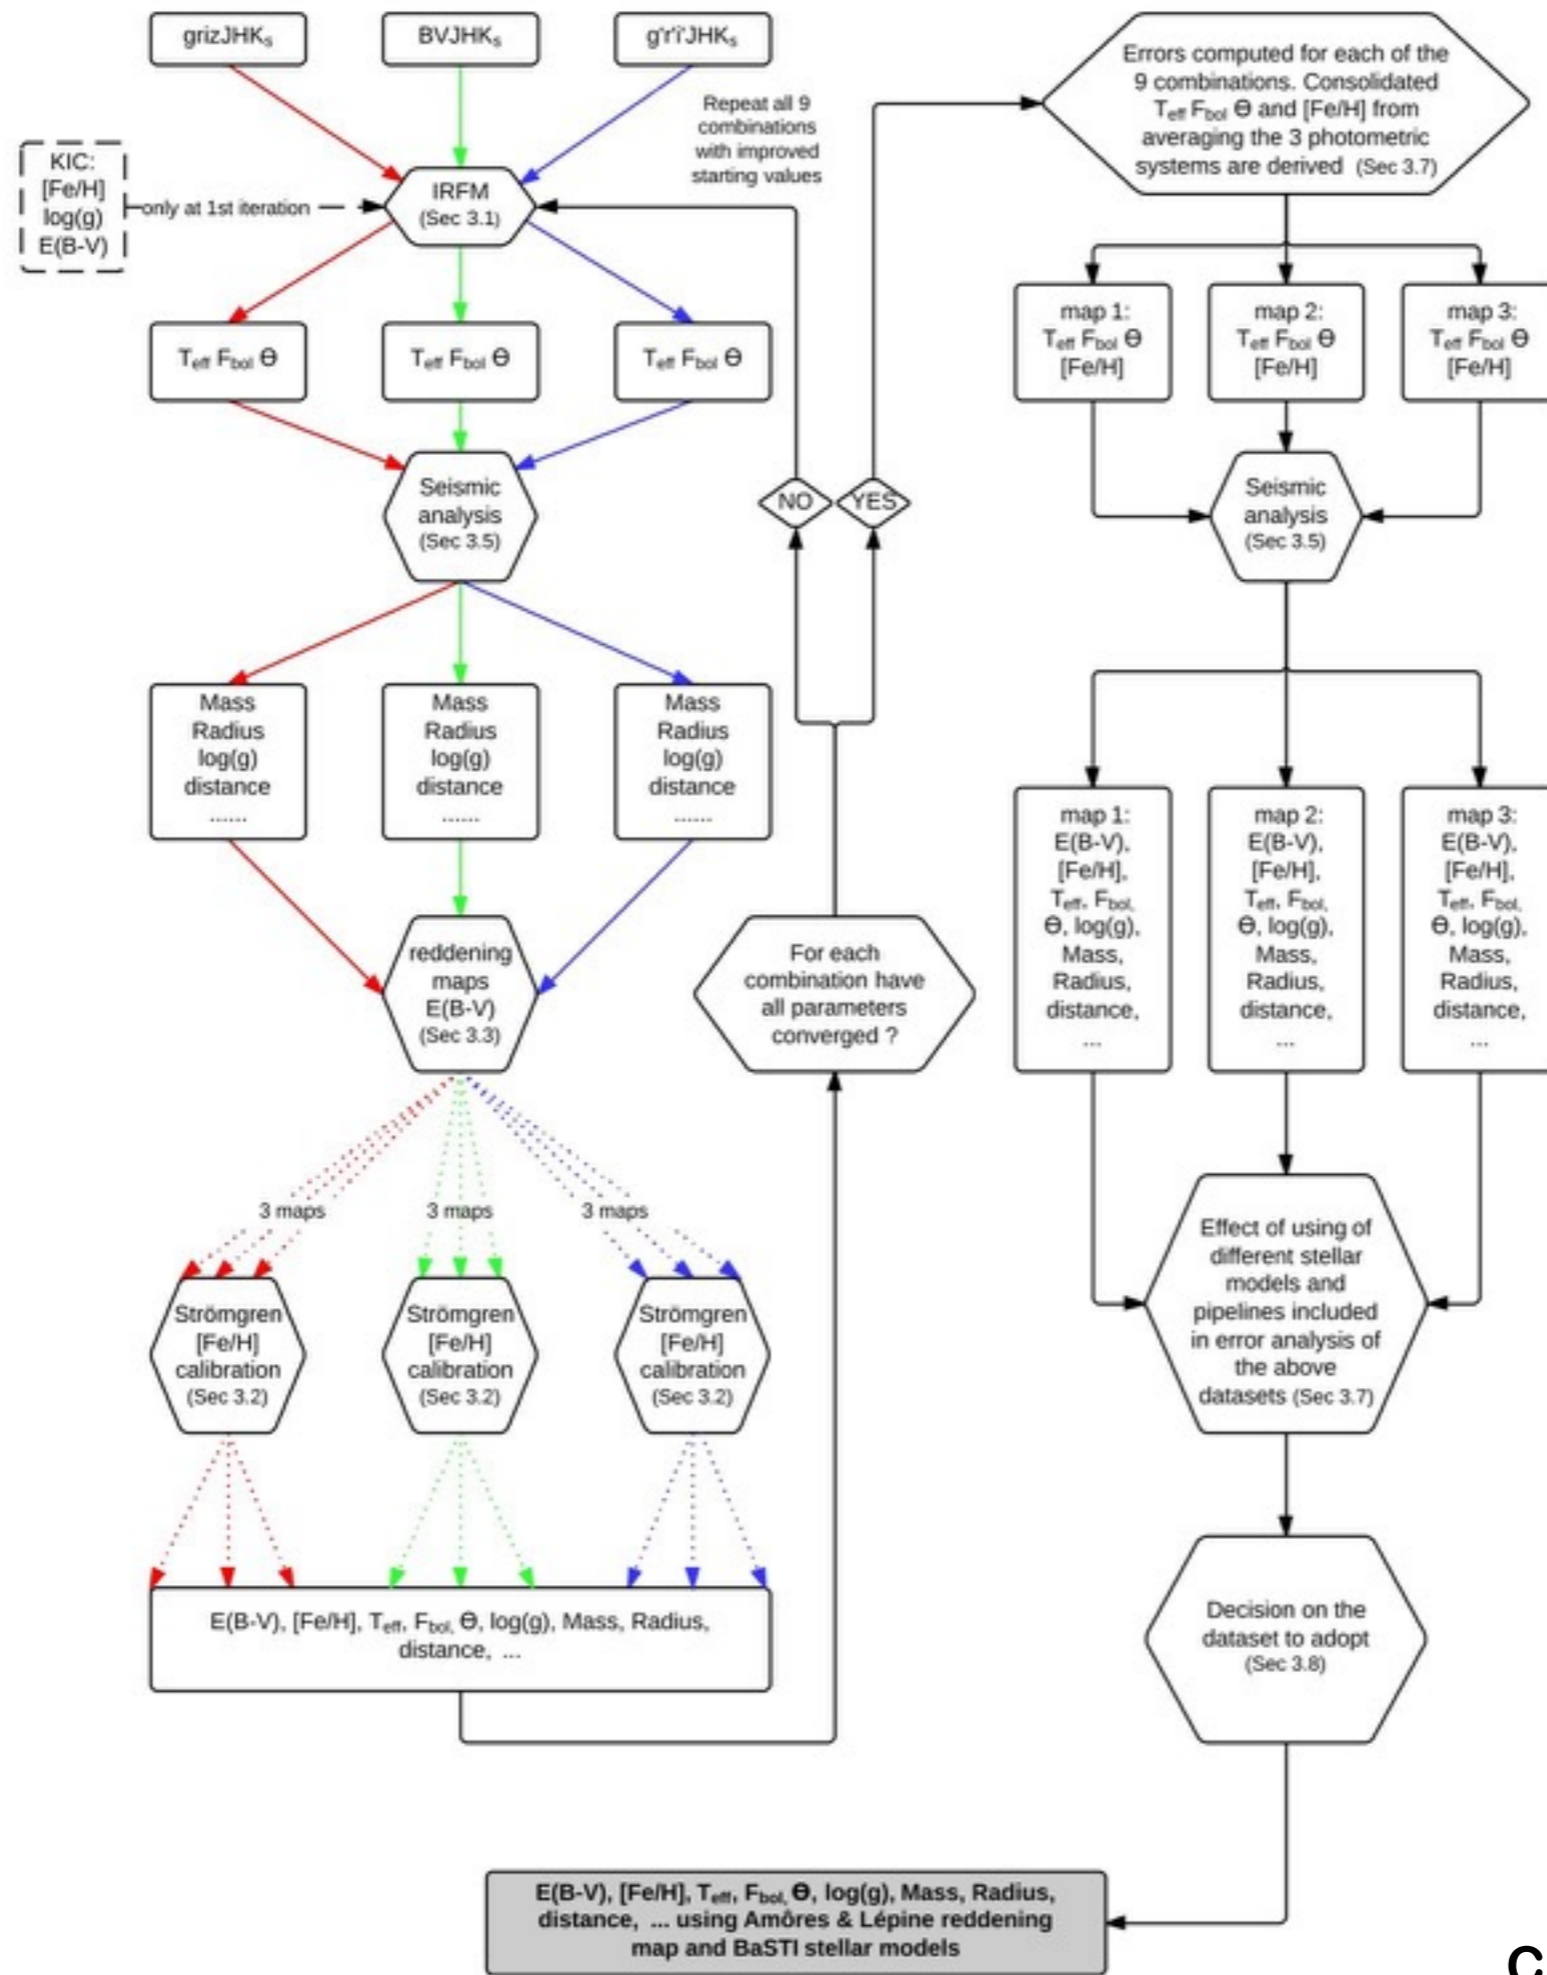 grizJHKs
BVJHKs
g'r'i'JHKs
Repeat all 9
combinations
with improved
starting values
KIC:
[Fe/H]
log(g)
E(B-V)
only at 1st iteration
IRFM
(Sec 3.1)
Teff Fbol Θ
Teff Fbol Θ
Teff Fbol Θ
Seismic
analysis
(Sec 3.5)
Mass
Radius
log(g)
distance
......
Mass
Radius
log(g)
distance
......
Mass
Radius
log(g)
distance
......
reddening
maps
E(B-V)
(Sec 3.3)
3 maps
3 maps
3 maps
Strömgren
[Fe/H]
calibration
(Sec 3.2)
Strömgren
[Fe/H]
calibration
(Sec 3.2)
Strömgren
[Fe/H]
calibration
(Sec 3.2)
E(B-V), [Fe/H], Teff, Fbol, Θ, log(g), Mass, Radius,
distance, ...
For each
combination have
all parameters
converged ?
NO
YES
Errors computed for each of the
9 combinations. Consolidated
Teff Fbol Θ and [Fe/H] from
averaging the 3 photometric
systems are derived (Sec 3.7)
map 1:
Teff Fbol Θ
[Fe/H]
map 2:
Teff Fbol Θ
[Fe/H]
map 3:
Teff Fbol Θ
[Fe/H]
Seismic
analysis
(Sec 3.5)
map 1:
E(B-V),
[Fe/H],
Teff, Fbol,
Θ, log(g),
Mass,
Radius,
distance,
...
map 2:
E(B-V),
[Fe/H],
Teff, Fbol,
Θ, log(g),
Mass,
Radius,
distance,
...
map 3:
E(B-V),
[Fe/H],
Teff, Fbol,
Θ, log(g),
Mass,
Radius,
distance,
...
Effect of using of
different stellar
models and
pipelines included
in error analysis of
the above
datasets (Sec 3.7)
Decision on the
dataset to adopt
(Sec 3.8)
E(B-V), [Fe/H], Teff, Fbol, Θ, log(g), Mass, Radius,
distance, ... using Amôres & Lépine reddening
map and BaSTI stellar models